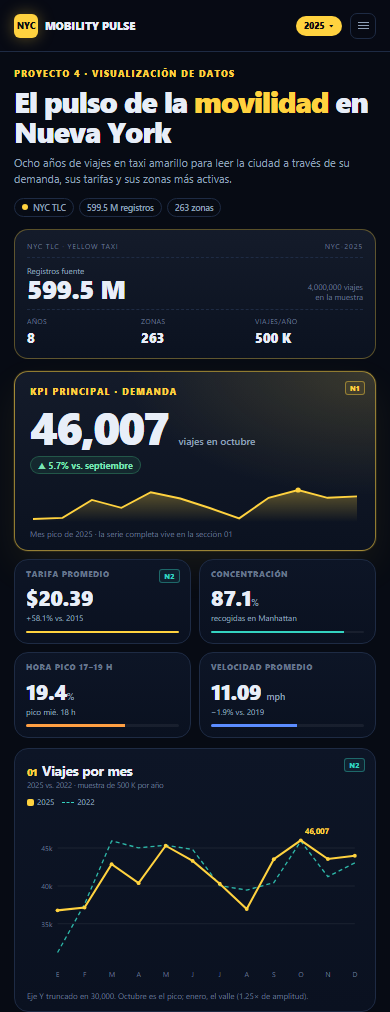 NYC MOBILITY PULSE 2025
PROYECTO 4 · VISUALIZACIÓN DE DATOS
El pulso de la movilidad en
Nueva York
Ocho años de viajes en taxi amarillo para leer la ciudad a través de su
demanda, sus tarifas y sus zonas más activas.
NYC TLC 599.5 M registros 263 zonas
NYC TLC · YELLOW TAXI NYC·2025
Registros fuente
599.5 M
4,000,000 viajes
en la muestra
AÑOS ZONAS VIAJES/AÑO
8 263 500 K
KPI PRINCIPAL · DEMANDA N1
46,007 viajes en octubre
▲ 5.7% vs. septiembre
Mes pico de 2025 · la serie completa vive en la sección 01
TARIFA PROMEDIO N2
$20.39
+58.1% vs. 2015
CONCENTRACIÓN
87.1%
recogidas en Manhattan
HORA PICO 17–19 H
19.4%
pico mié. 18 h
VELOCIDAD PROMEDIO
11.09 mph
−1.9% vs. 2019
01 Viajes por mes N2
2025 vs. 2022 · muestra de 500 K por año
2025 2022
46,007
45k
40k
35k
E F M A M J J A S O N D
Eje Y truncado en 30,000. Octubre es el pico; enero, el valle (1.25× de amplitud).